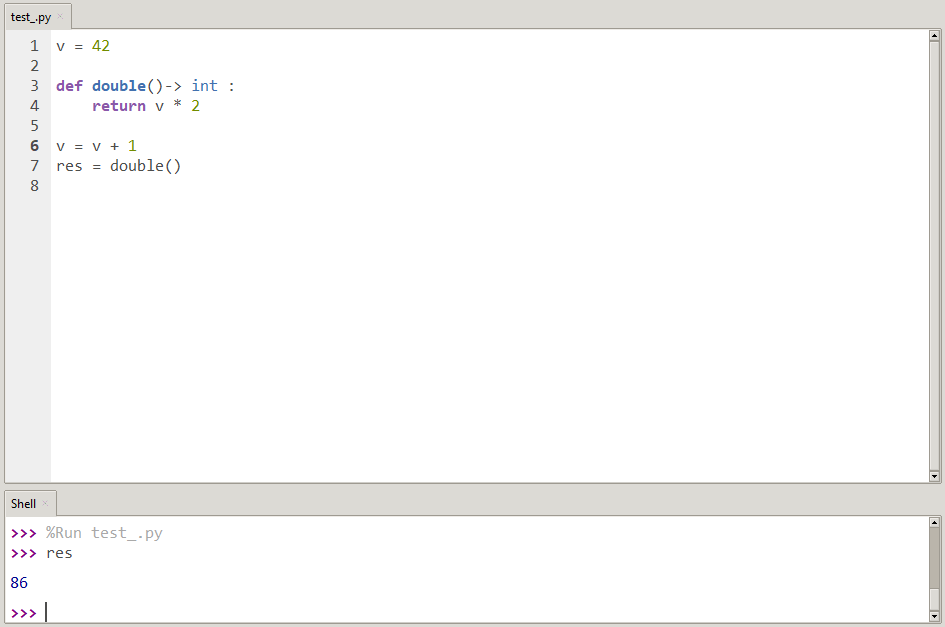 test_.py
1 v = 42
2
3 def double()-> int :
4     return v * 2
5
6 v = v + 1
7 res = double()
8
Shell
>>> %Run test_.py
>>> res
86
>>>